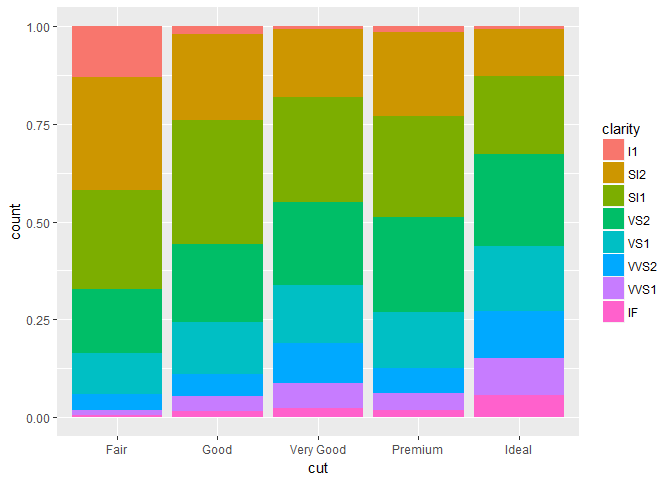 1.00
0.75
0.50
0.25
0.00
count
Fair Good Very Good Premium Ideal
cut
clarity
I1
SI2
SI1
VS2
VS1
VVS2
VVS1
IF